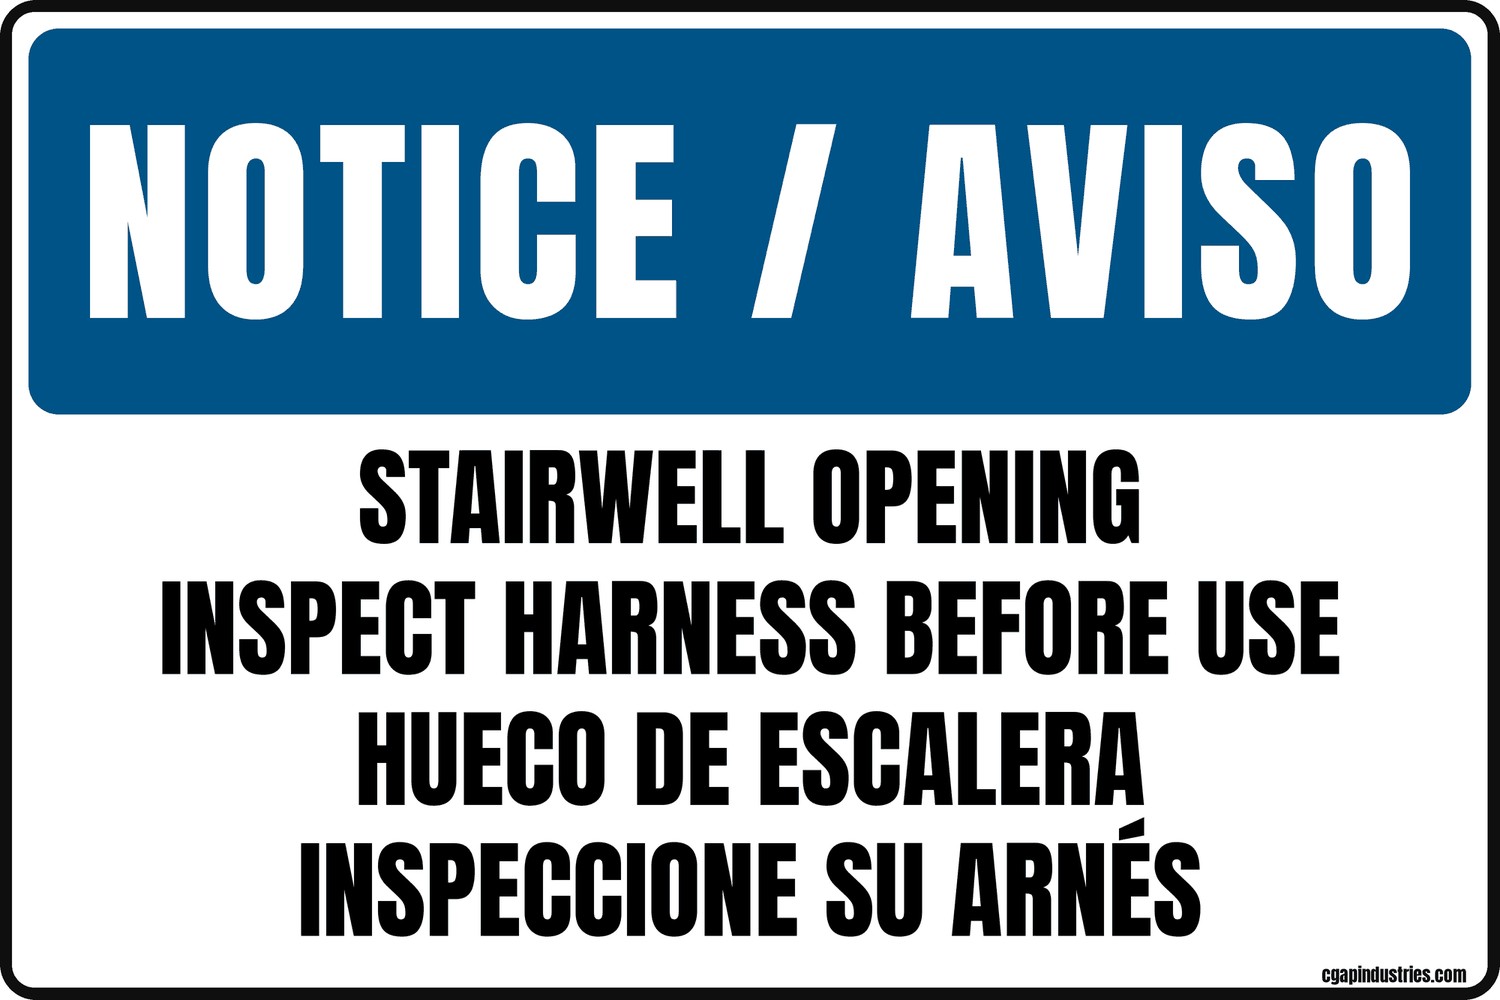 NOTICE / AVISO
STAIRWELL OPENING
INSPECT HARNESS BEFORE USE
HUECO DE ESCALERA
INSPECCIONE SU ARNÉS
cgapindustries.com